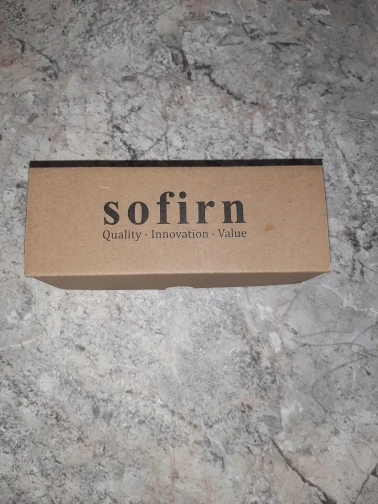 sofirn
Quality · Innovation · Value